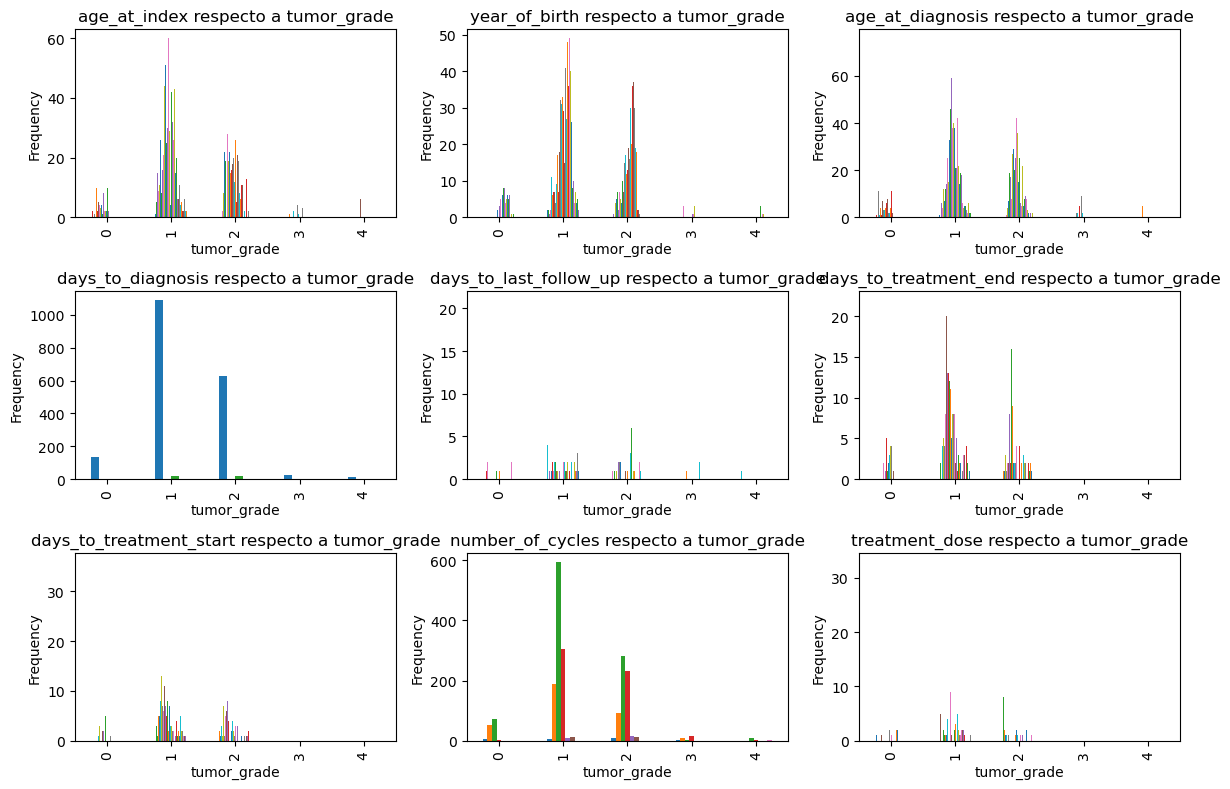 age_at_index respecto a tumor_grade
year_of_birth respecto a tumor_grade
age_at_diagnosis respecto a tumor_grade
60
40
20
0
Frequency
0 1 2 3 4
tumor_grade
50
40
30
20
10
0
Frequency
0 1 2 3 4
tumor_grade
60
40
20
0
Frequency
0 1 2 3 4
tumor_grade
days_to_diagnosis respecto a tumor_grade
days_to_last_follow_up respecto a tumor_grade
days_to_treatment_end respecto a tumor_grade
1000
800
600
400
200
0
Frequency
0 1 2 3 4
tumor_grade
20
15
10
5
0
Frequency
0 1 2 3 4
tumor_grade
20
15
10
5
0
Frequency
0 1 2 3 4
tumor_grade
days_to_treatment_start respecto a tumor_grade
number_of_cycles respecto a tumor_grade
treatment_dose respecto a tumor_grade
30
20
10
0
Frequency
0 1 2 3 4
tumor_grade
600
400
200
0
Frequency
0 1 2 3 4
tumor_grade
30
20
10
0
Frequency
0 1 2 3 4
tumor_grade